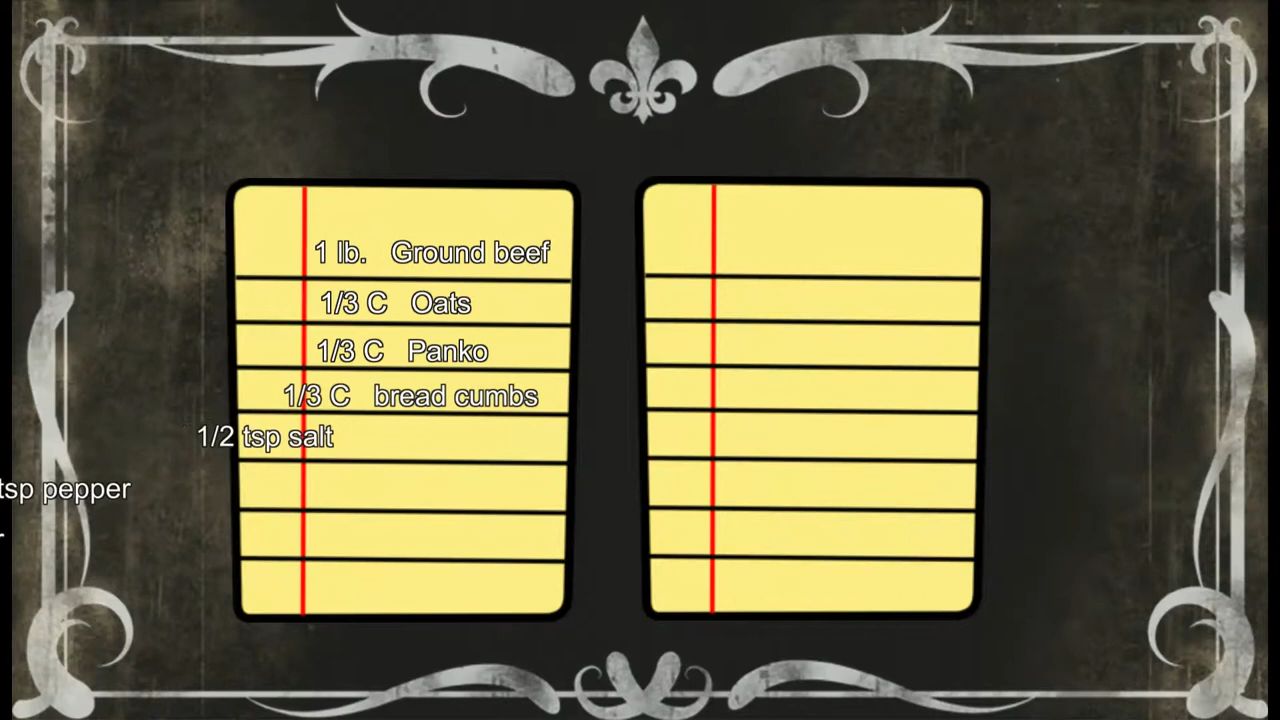 1 lb. Ground beef
1/3 C Oats
1/3 C Panko
1/3 C bread cumbs
1/2 tsp salt
tsp pepper